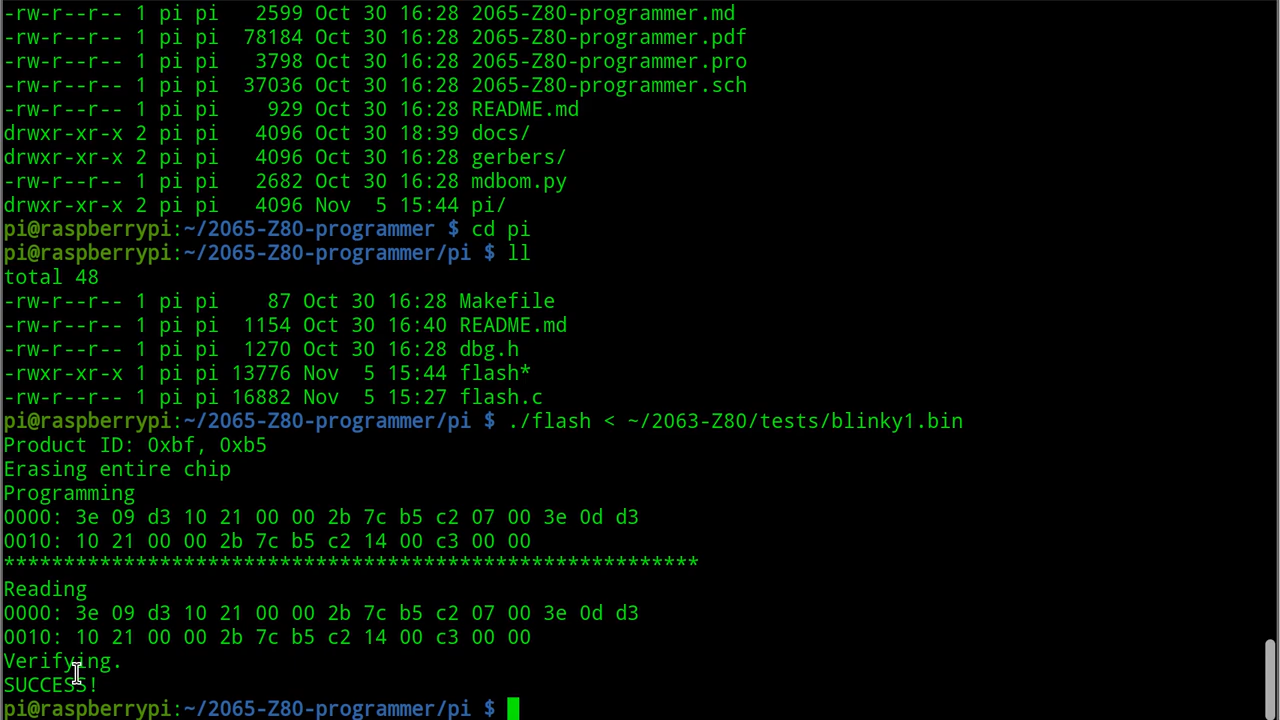 -rw-r--r-- 1 pi pi   2599 Oct 30 16:28 2065-Z80-programmer.md
-rw-r--r-- 1 pi pi  78184 Oct 30 16:28 2065-Z80-programmer.pdf
-rw-r--r-- 1 pi pi   3798 Oct 30 16:28 2065-Z80-programmer.pro
-rw-r--r-- 1 pi pi  37036 Oct 30 16:28 2065-Z80-programmer.sch
-rw-r--r-- 1 pi pi    929 Oct 30 16:28 README.md
drwxr-xr-x 2 pi pi   4096 Oct 30 18:39 docs/
drwxr-xr-x 2 pi pi   4096 Oct 30 16:28 gerbers/
-rw-r--r-- 1 pi pi   2682 Oct 30 16:28 mdbom.py
drwxr-xr-x 2 pi pi   4096 Nov  5 15:44 pi/
pi@raspberrypi:~/2065-Z80-programmer $ cd pi
pi@raspberrypi:~/2065-Z80-programmer/pi $ ll
total 48
-rw-r--r-- 1 pi pi    87 Oct 30 16:28 Makefile
-rw-r--r-- 1 pi pi  1154 Oct 30 16:40 README.md
-rw-r--r-- 1 pi pi  1270 Oct 30 16:28 dbg.h
-rwxr-xr-x 1 pi pi 13776 Nov  5 15:44 flash*
-rw-r--r-- 1 pi pi 16882 Nov  5 15:27 flash.c
pi@raspberrypi:~/2065-Z80-programmer/pi $ ./flash < ~/2063-Z80/tests/blinky1.bin
Product ID: 0xbf, 0xb5
Erasing entire chip
Programming
0000: 3e 09 d3 10 21 00 00 2b 7c b5 c2 07 00 3e 0d d3
0010: 10 21 00 00 2b 7c b5 c2 14 00 c3 00 00
**********************************************************
Reading
0000: 3e 09 d3 10 21 00 00 2b 7c b5 c2 07 00 3e 0d d3
0010: 10 21 00 00 2b 7c b5 c2 14 00 c3 00 00
Verifying.
SUCCESS!
pi@raspberrypi:~/2065-Z80-programmer/pi $